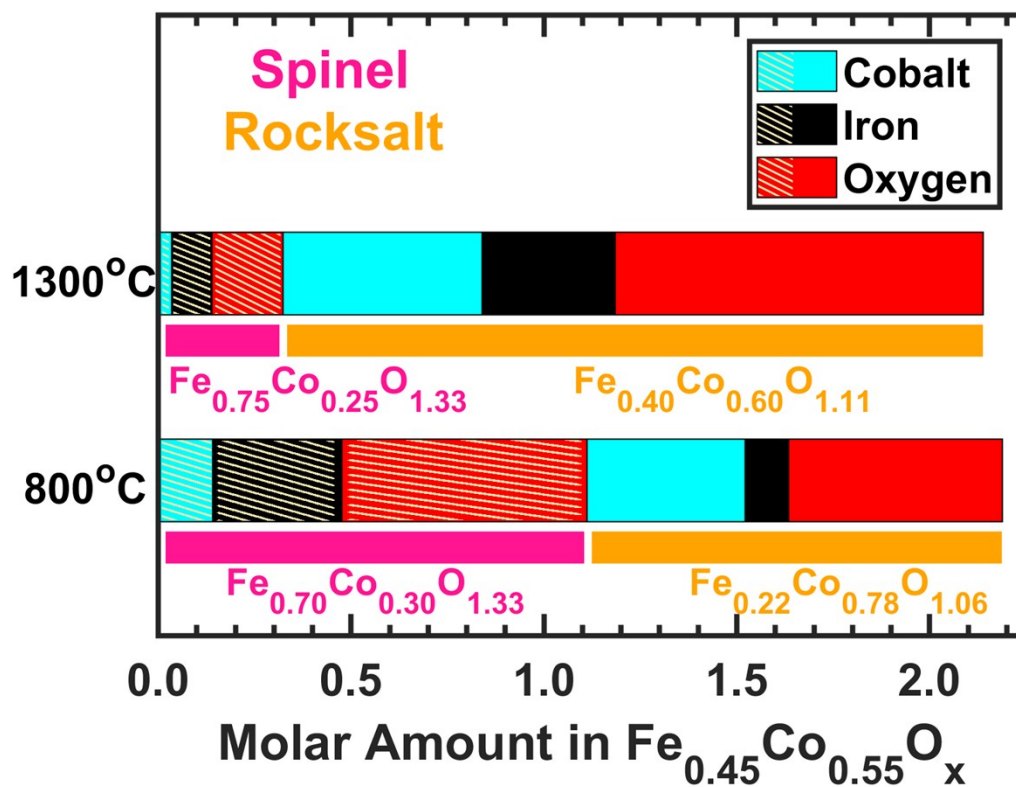 Spinel
Rocksalt
Cobalt
Iron
Oxygen
1300°C
Fe0.75Co0.25O1.33
Fe0.40Co0.60O1.11
800°C
Fe0.70Co0.30O1.33
Fe0.22Co0.78O1.06
0.0 0.5 1.0 1.5 2.0
Molar Amount in Fe0.45Co0.55Ox